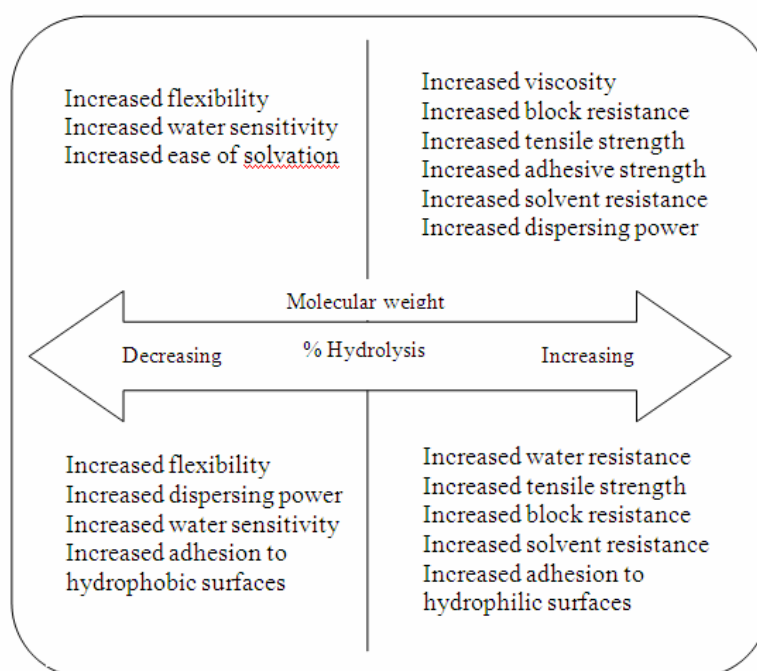 Increased flexibility
Increased water sensitivity
Increased ease of solvation
Increased viscosity
Increased block resistance
Increased tensile strength
Increased adhesive strength
Increased solvent resistance
Increased dispersing power
Molecular weight
Decreasing
% Hydrolysis
Increasing
Increased flexibility
Increased dispersing power
Increased water sensitivity
Increased adhesion to
hydrophobic surfaces
Increased water resistance
Increased tensile strength
Increased block resistance
Increased solvent resistance
Increased adhesion to
hydrophilic surfaces